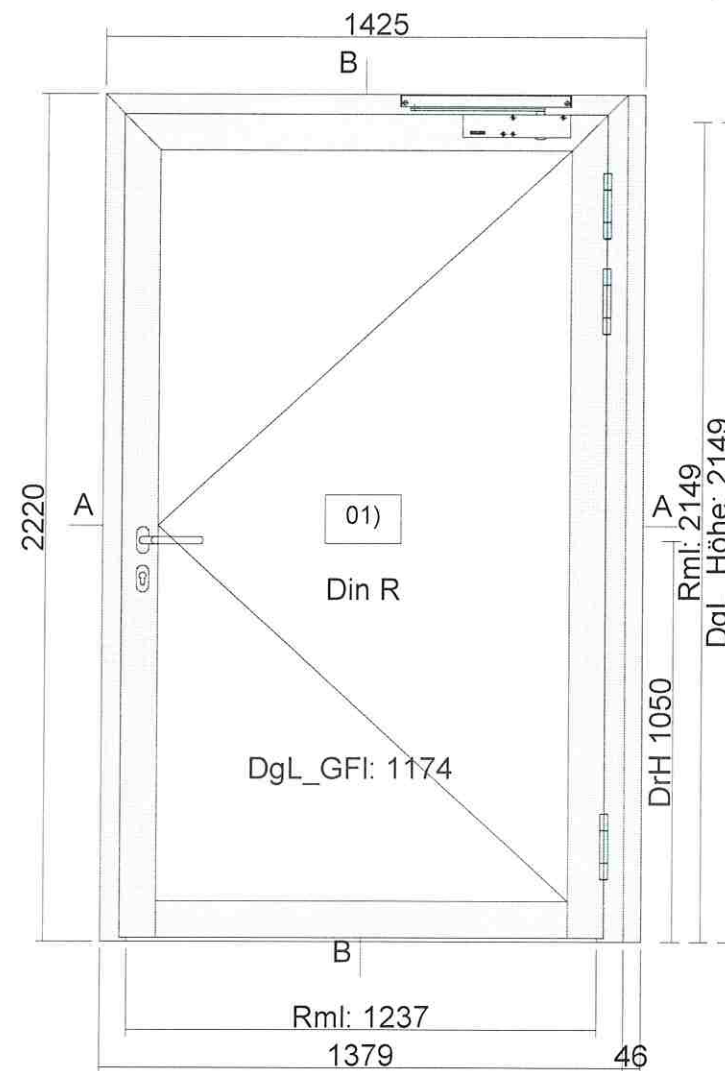 1425
B
2220
A
01)
A
Rml: 2149
DgL_Höhe: 2149
Din R
DrH 1050
DgL_GFl: 1174
B
Rml: 1237
1379
46